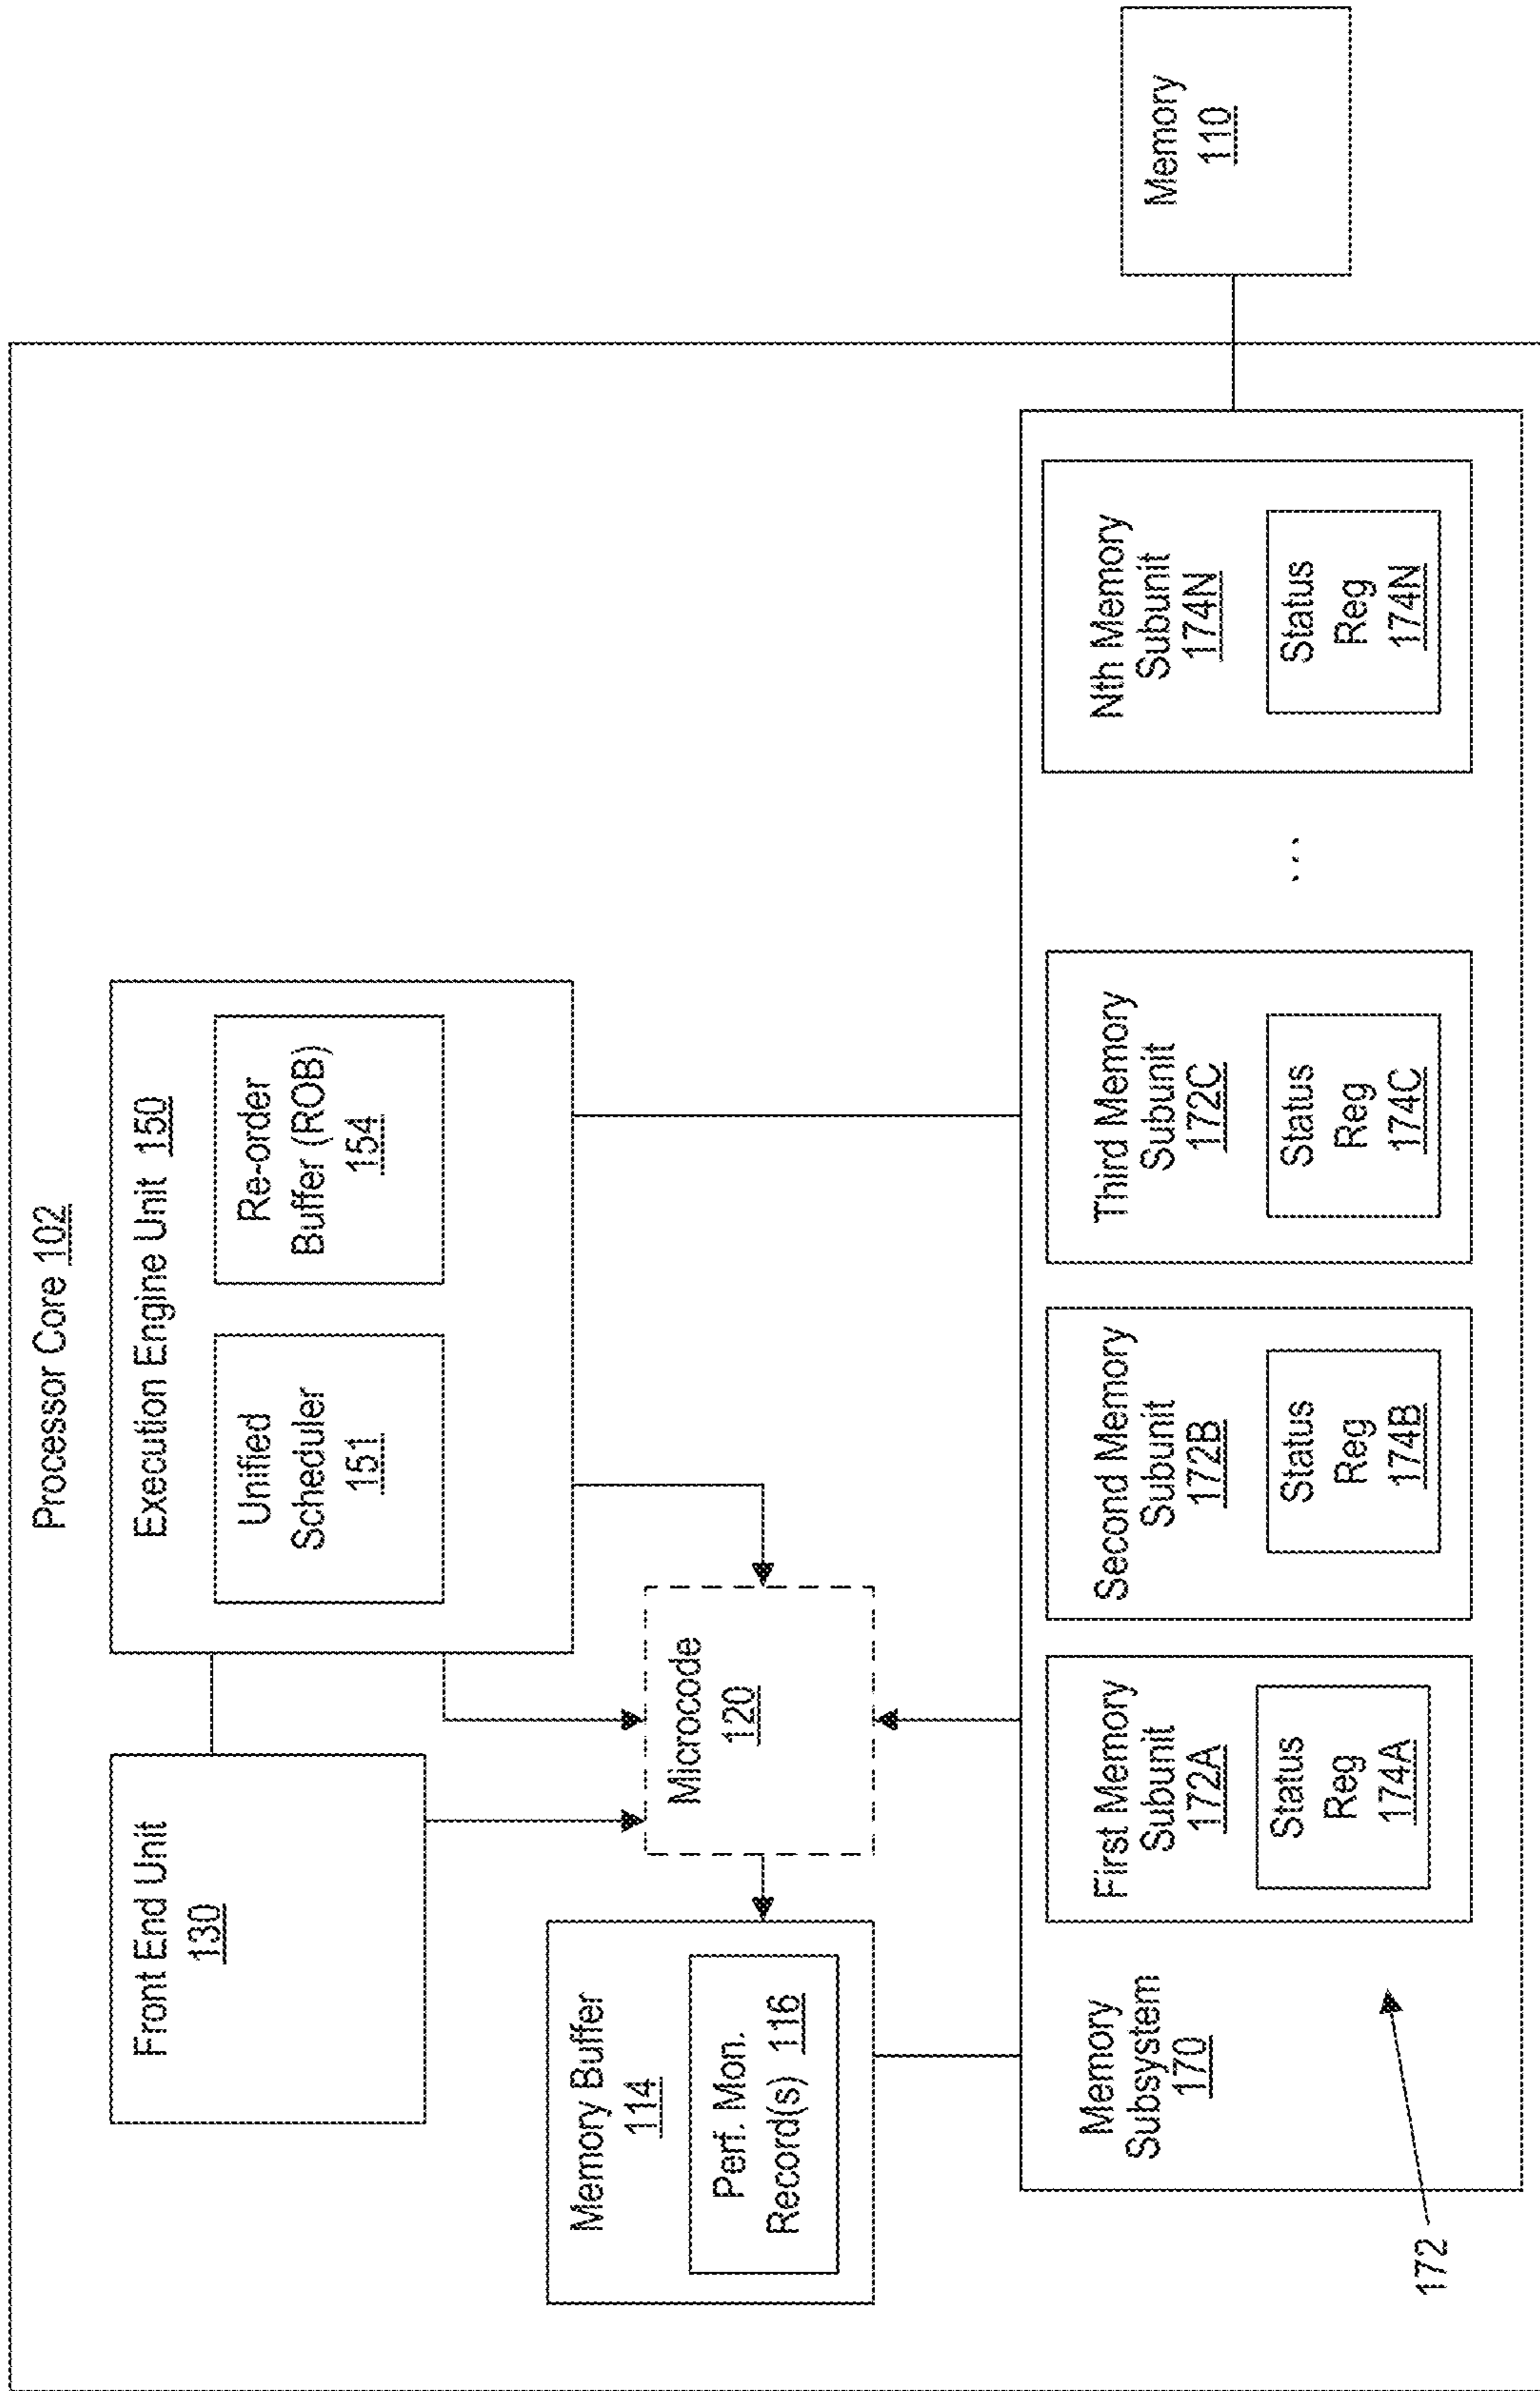 Processor Core 102
Front End Unit
130
Execution Engine Unit 150
Unified
Scheduler
151
Re-order
Buffer (ROB)
154
Memory Buffer
114
Perf. Mon.
Record(s) 116
Microcode
120
Memory
Subsystem
170
172
First Memory
Subunit
172A
Status
Reg
174A
Second Memory
Subunit
172B
Status
Reg
174B
Third Memory
Subunit
172C
Status
Reg
174C
...
Nth Memory
Subunit
174N
Status
Reg
174N
Memory
110